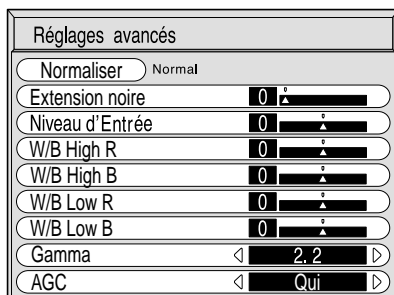 Réglages avancés
Normaliser Normal
Extension noire 0
Niveau d'Entrée 0
W/B High R 0
W/B High B 0
W/B Low R 0
W/B Low B 0
Gamma 2.2
AGC Qui